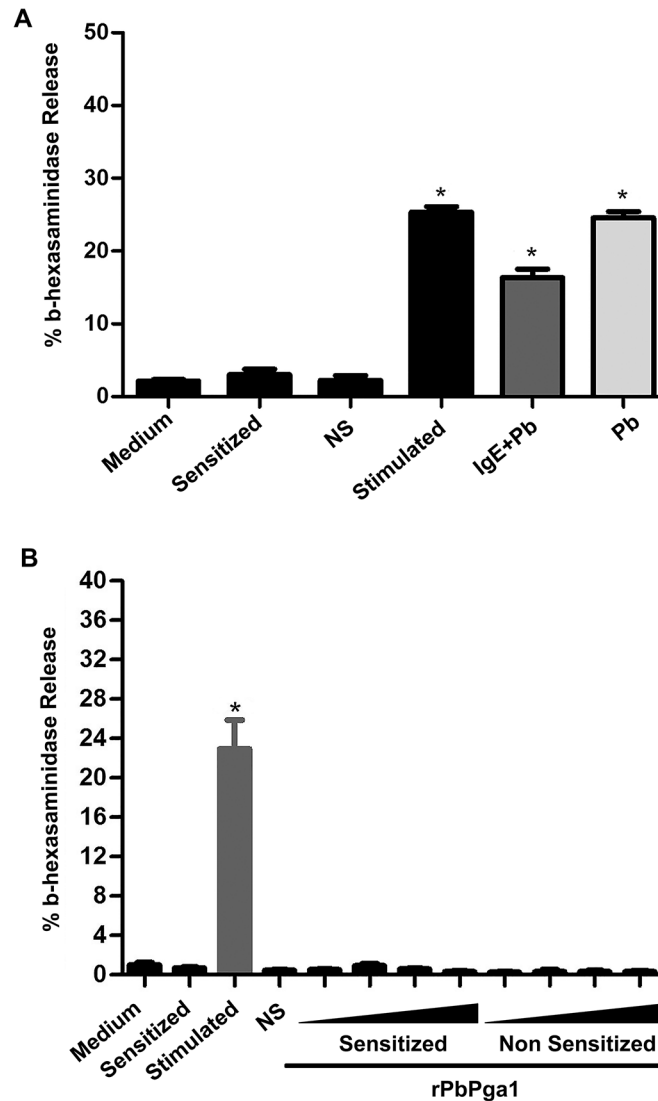 A
% b-hexasaminidase Release
50
40
30
20
10
0
*
*
*
Medium
Sensitized
NS
Stimulated
IgE+Pb
Pb
B
% b-hexasaminidase Release
40
36
32
28
24
20
16
12
8
4
0
*
Medium
Sensitized
Stimulated
NS
Sensitized
Non Sensitized
rPbPga1